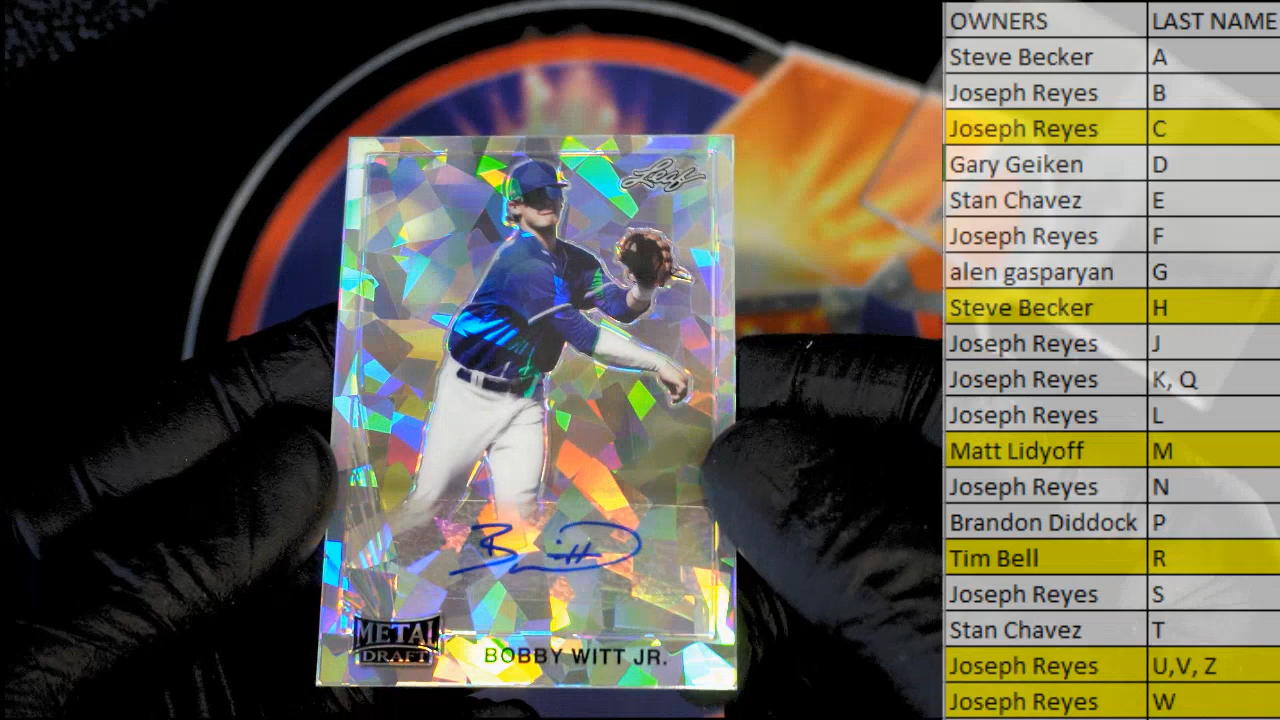 Leaf
B Witt
METAL
DRAFT
BOBBY WITT JR.
OWNERS LAST NAME
Steve Becker A
Joseph Reyes B
Joseph Reyes C
Gary Geiken D
Stan Chavez E
Joseph Reyes F
alen gasparyan G
Steve Becker H
Joseph Reyes J
Joseph Reyes K, Q
Joseph Reyes L
Matt Lidyoff M
Joseph Reyes N
Brandon Diddock P
Tim Bell R
Joseph Reyes S
Stan Chavez T
Joseph Reyes U,V, Z
Joseph Reyes W